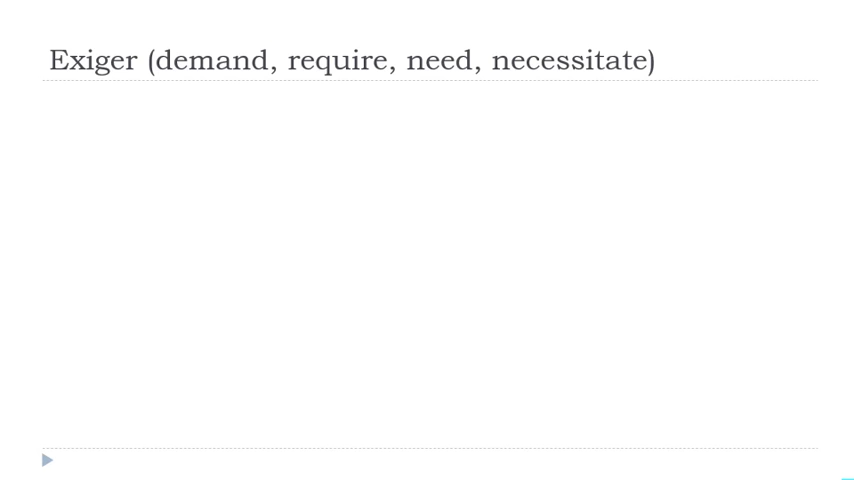 Exiger (demand, require, need, necessitate)